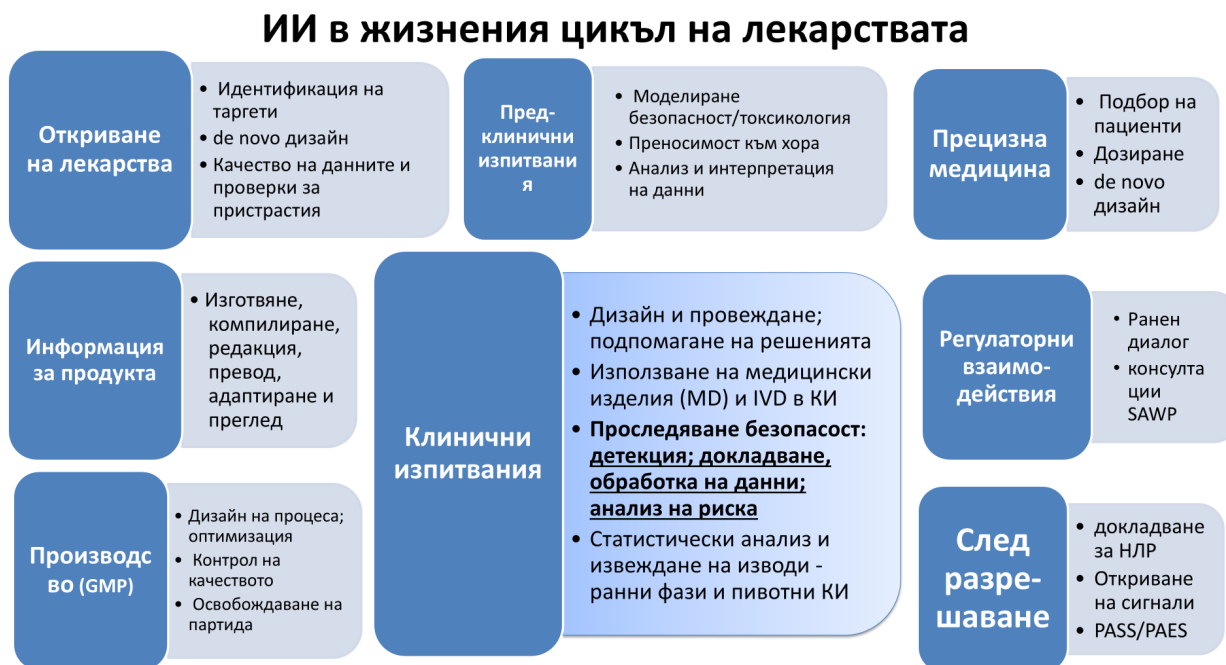 ИИ в жизнения цикъл на лекарствата
Откриване
на лекарства
• Идентификация на
таргети
• de novo дизайн
• Качество на данните и
проверки за
пристрастия
Пред-
клинични
изпитвани
я
• Моделиране
безопасност/токсикология
• Преносимост към хора
• Анализ и интерпретация
на данни
Прецизна
медицина
• Подбор на
пациенти
• Дозиране
• de novo
дизайн
Информация
за продукта
• Изготвяне,
компилиране,
редакция,
превод,
адаптиране и
преглед
Клинични
изпитвания
• Дизайн и провеждане;
подпомагане на решенията
• Използване на медицински
изделия (MD) и IVD в КИ
• Проследяване безопасост:
детекция; докладване,
обработка на данни;
анализ на риска
• Статистически анализ и
извеждане на изводи -
ранни фази и пивотни КИ
Регулаторни
взаимо-
действия
• Ранен
диалог
• консулта
ции
SAWP
Производс
во (GMP)
• Дизайн на процеса;
оптимизация
• Контрол на
качеството
• Освобождаване на
партида
След
разре-
шаване
• докладване
за НЛР
• Откриване
на сигнали
• PASS/PAES